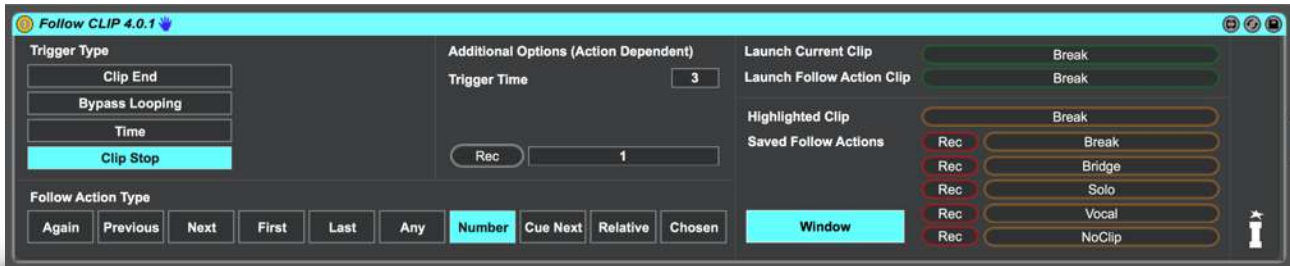 Follow CLIP 4.0.1
Trigger Type
Clip End
Bypass Looping
Time
Clip Stop
Additional Options (Action Dependent)
Trigger Time 3
Rec 1
Follow Action Type
Again Previous Next First Last Any Number Cue Next Relative Chosen
Launch Current Clip Break
Launch Follow Action Clip Break
Highlighted Clip Break
Saved Follow Actions Rec Break
Rec Bridge
Rec Solo
Rec Vocal
Window Rec NoClip